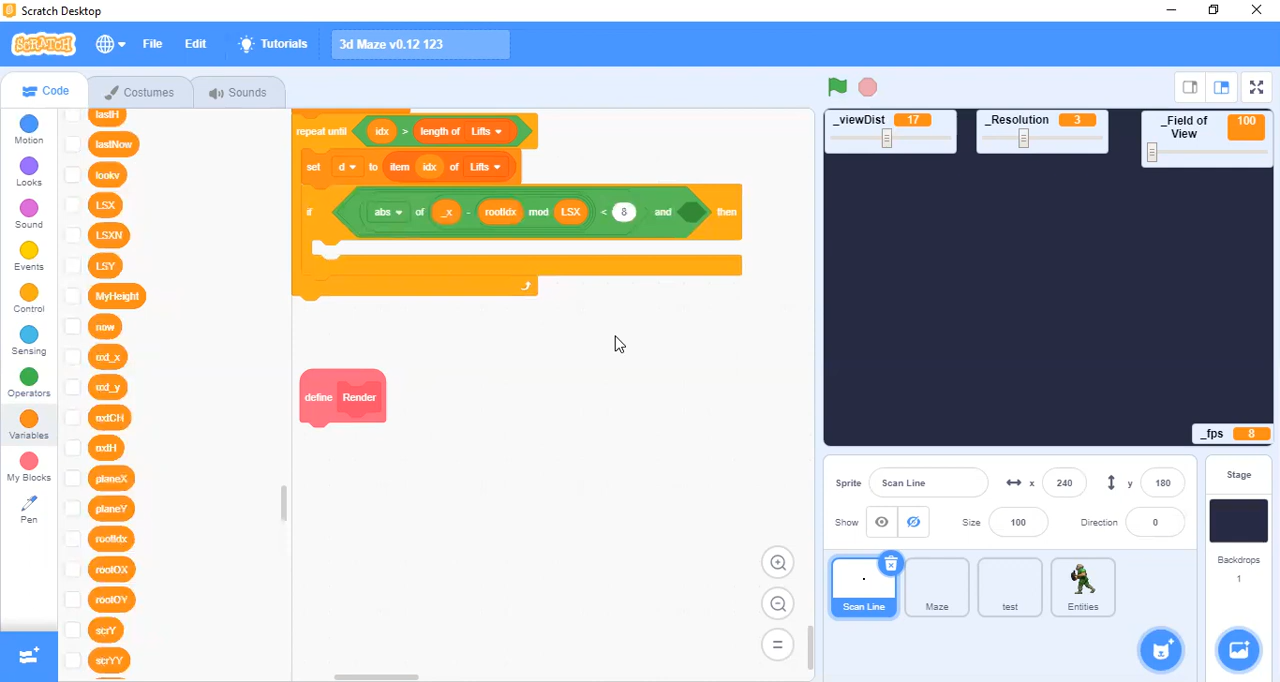 Scratch Desktop
SCRATCH File Edit Tutorials 3d Maze v0.12 123
Code Costumes Sounds
Motion
Looks
Sound
Events
Control
Sensing
Operators
Variables
My Blocks
Pen
lastH
lastNow
lookv
LSX
LSXN
LSY
MyHeight
now
nxt_x
nxt_y
nxtCH
nxtH
planeX
planeY
rootIdx
rootOX
rootOY
scrY
scrYY
repeat until idx > length of Lifts
set d to item idx of Lifts
if abs of _x - rootIdx mod LSX < 8 and then
define Render
_viewDist 17
_Resolution 3
_Field of View 100
_fps 8
Sprite Scan Line x 240 y 180
Show Size 100 Direction 0
Scan Line Maze test Entities
Stage
Backdrops
1